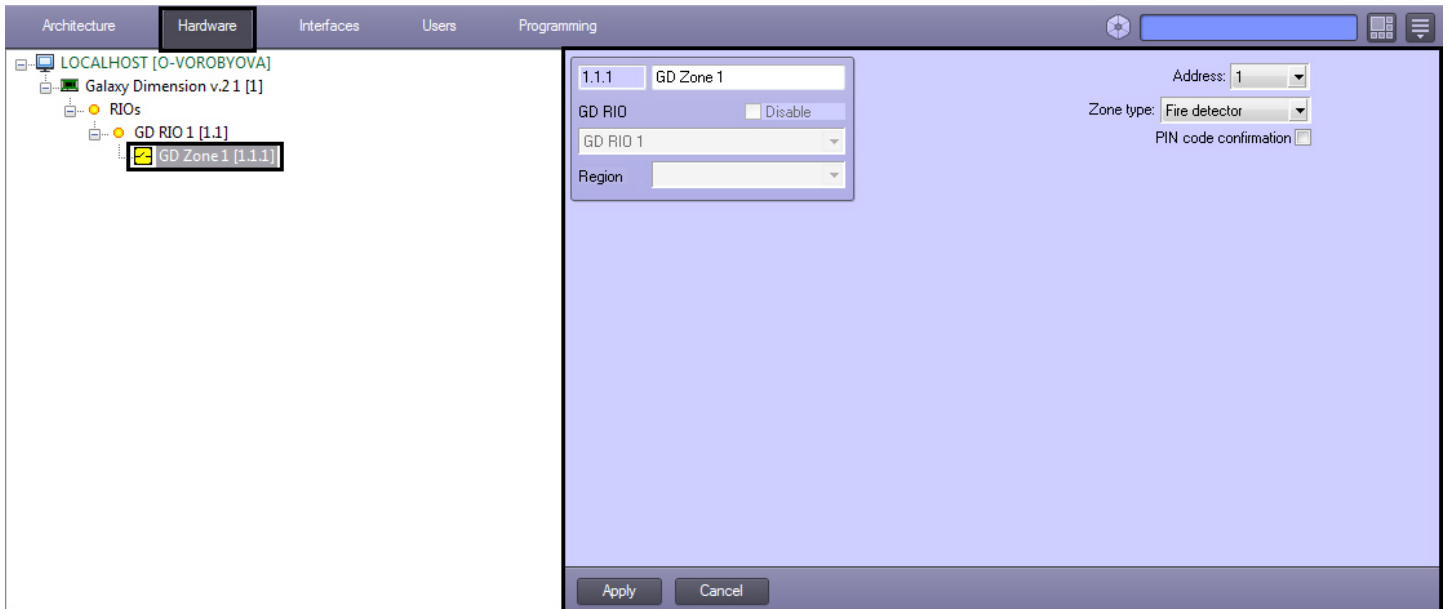 Architecture Hardware Interfaces Users Programming
LOCALHOST [O-VOROBYOVA]
Galaxy Dimension v.2 1 [1]
RIOs
GD RIO 1 [1.1]
GD Zone 1 [1.1.1]
1.1.1 GD Zone 1
GD RIO Disable
GD RIO 1
Region
Address: 1
Zone type: Fire detector
PIN code confirmation
Apply Cancel